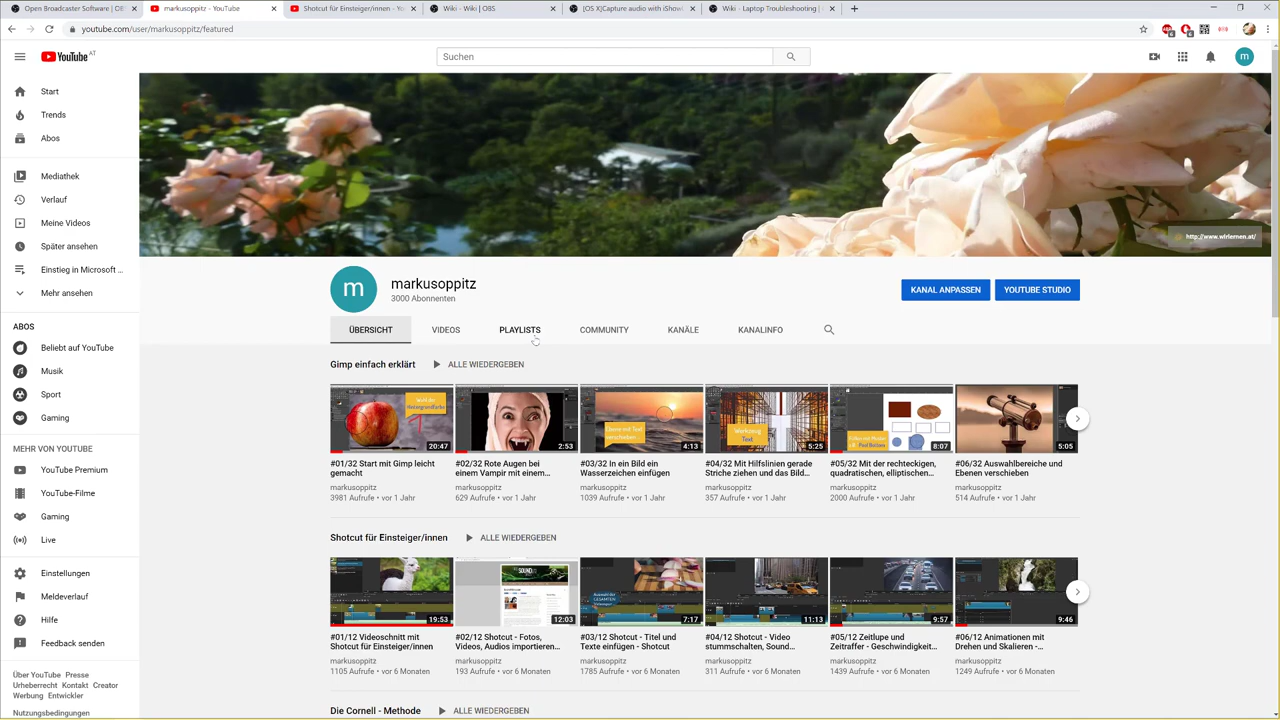 Open Broadcaster Software | OB
markusoppitz - YouTube
Shotcut für Einsteiger/innen - Yo
Wiki - Wiki | OBS
[OS X]Capture audio with iShow
Wiki - Laptop Troubleshooting |
youtube.com/user/markusoppitz/featured
YouTube AT
Suchen
m
Start
Trends
Abos
Mediathek
Verlauf
Meine Videos
Später ansehen
Einstieg in Microsoft ...
Mehr ansehen
ABOS
Beliebt auf YouTube
Musik
Sport
Gaming
MEHR VON YOUTUBE
YouTube Premium
YouTube-Filme
Gaming
Live
Einstellungen
Meldeverlauf
Hilfe
Feedback senden
Über YouTube Presse
Urheberrecht Kontakt Creator
Werbung Entwickler
Nutzungsbedingungen
http://www.wirlernen.at/
m
markusoppitz
3000 Abonnenten
KANAL ANPASSEN
YOUTUBE STUDIO
ÜBERSICHT
VIDEOS
PLAYLISTS
COMMUNITY
KANÄLE
KANALINFO
Gimp einfach erklärt
ALLE WIEDERGEBEN
Wahl der Hintergrundfarbe
20:47
2:53
Ebene mit Text verschieben
4:13
Werkzeug Text
5:25
8:07
5:05
#01/32 Start mit Gimp leicht gemacht
markusoppitz
3981 Aufrufe • vor 1 Jahr
#02/32 Rote Augen bei einem Vampir mit einem...
markusoppitz
629 Aufrufe • vor 1 Jahr
#03/32 In ein Bild ein Wasserzeichen einfügen
markusoppitz
1039 Aufrufe • vor 1 Jahr
#04/32 Mit Hilfslinien gerade Striche ziehen und das Bild...
markusoppitz
357 Aufrufe • vor 1 Jahr
#05/32 Mit der rechteckigen, quadratischen, elliptischen...
markusoppitz
2000 Aufrufe • vor 1 Jahr
#06/32 Auswahlbereiche und Ebenen verschieben
markusoppitz
514 Aufrufe • vor 1 Jahr
Shotcut für Einsteiger/innen
ALLE WIEDERGEBEN
19:53
12:03
7:17
11:13
9:57
9:46
#01/12 Videoschnitt mit Shotcut für Einsteiger/innen
markusoppitz
1105 Aufrufe • vor 6 Monaten
#02/12 Shotcut - Fotos, Videos, Audios importieren...
markusoppitz
193 Aufrufe • vor 6 Monaten
#03/12 Shotcut - Titel und Texte einfügen - Shotcut
markusoppitz
1785 Aufrufe • vor 6 Monaten
#04/12 Shotcut - Video stummschalten, Sound...
markusoppitz
311 Aufrufe • vor 6 Monaten
#05/12 Zeitlupe und Zeitraffer - Geschwindigkeit...
markusoppitz
1439 Aufrufe • vor 6 Monaten
#06/12 Animationen mit Drehen und Skalieren -...
markusoppitz
1249 Aufrufe • vor 6 Monaten
Die Cornell - Methode
ALLE WIEDERGEBEN